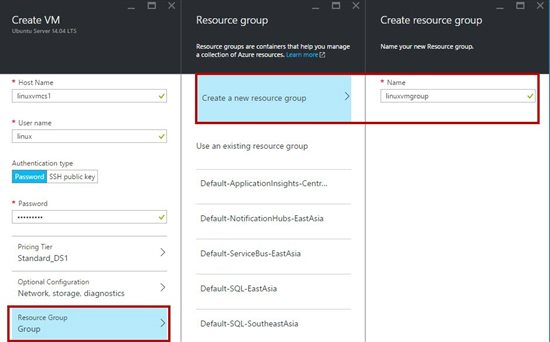 Create VM
Ubuntu Server 14.04 LTS
Host Name
linuxvmcs1
User name
linux
Authentication type
Password SSH public key
Password
•••••••••
Pricing Tier
Standard_DS1
Optional Configuration
Network, storage, diagnostics
Resource Group
Group
Resource group
Resource groups are containers that help you manage
a collection of Azure resources. Learn more
Create a new resource group
Use an existing resource group
Default-ApplicationInsights-Centr...
Default-NotificationHubs-EastAsia
Default-ServiceBus-EastAsia
Default-SQL-EastAsia
Default-SQL-SoutheastAsia
Create resource group
Name your new Resource group.
Name
linuxvmgroup